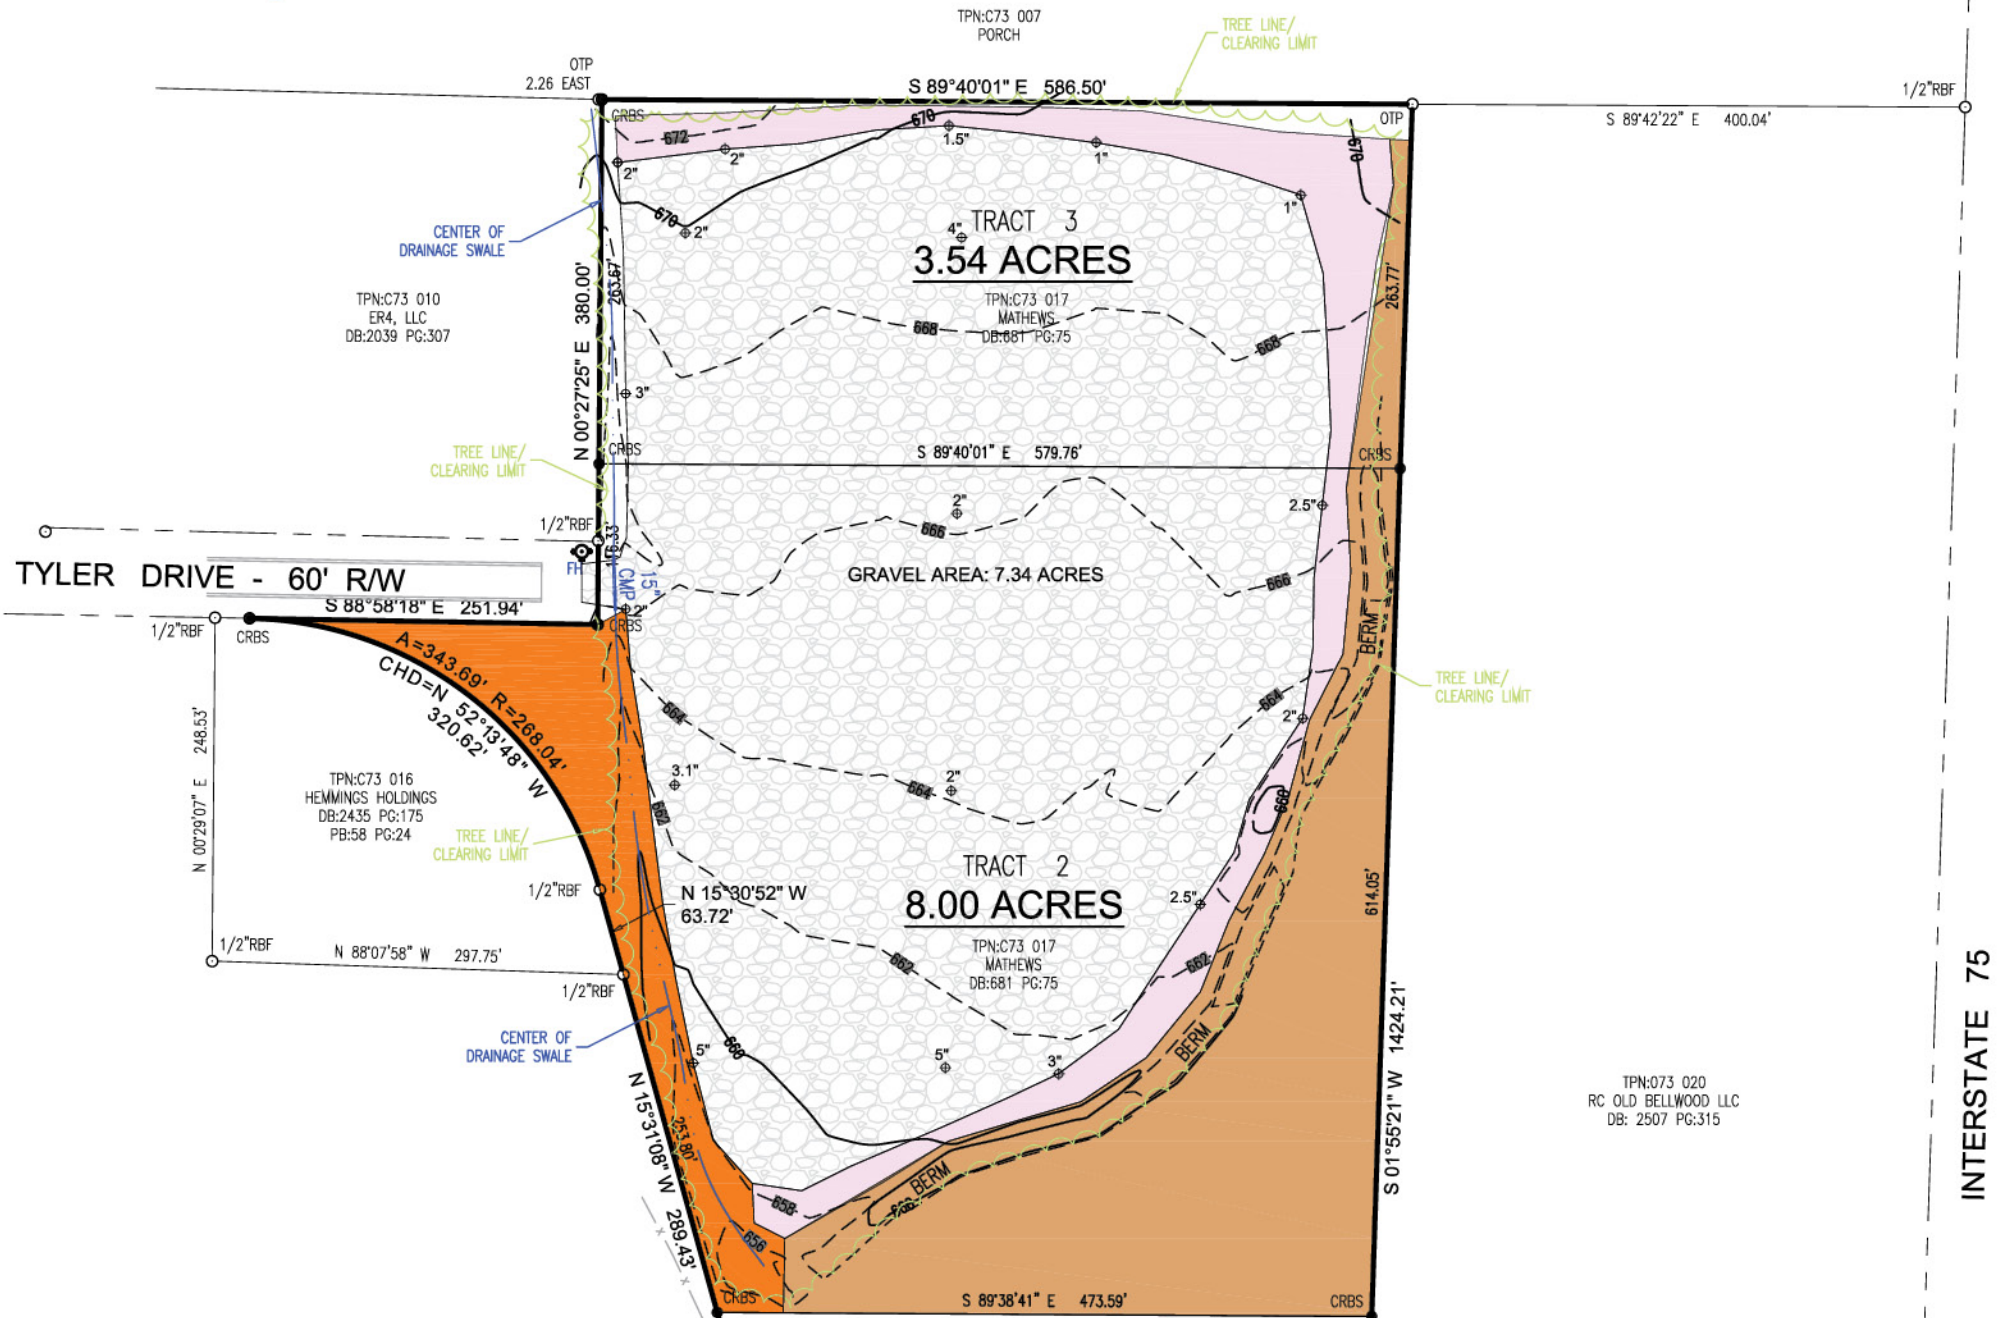 TPN:C73 007
PORCH
TREE LINE/
CLEARING LIMIT
OTP
2.26 EAST
S 89°40'01" E 586.50'
1/2"RBF
CRBS
OTP
S 89°42'22" E 400.04'
672
670
670
2"
2"
1.5"
1"
1"
670
2"
4"
TRACT 3
3.54 ACRES
TPN:C73 017
MATHEWS
DB:681 PG:75
CENTER OF
DRAINAGE SWALE
N 00°27'25" E 380.00'
263.67'
263.77'
TPN:C73 010
ER4, LLC
DB:2039 PG:307
668
668
3"
TREE LINE/
CLEARING LIMIT
CRBS
S 89°40'01" E 579.76'
CRBS
2"
2.5"
666
1/2"RBF
116.33'
FH
15"
CMP
GRAVEL AREA: 7.34 ACRES
666
TYLER DRIVE - 60' R/W
S 88°58'18" E 251.94'
2"
1/2"RBF
CRBS
CRBS
BERM
A=343.69' R=268.04'
CHD=N 52°13'48" W
320.62'
TREE LINE/
CLEARING LIMIT
664
664
2"
N 00°29'07" E 248.53'
TPN:C73 016
HEMMINGS HOLDINGS
DB:2435 PG:175
PB:58 PG:24
TREE LINE/
CLEARING LIMIT
3.1"
2"
664
662
660
TRACT 2
8.00 ACRES
TPN:C73 017
MATHEWS
DB:681 PG:75
1/2"RBF
N 15°30'52" W
63.72'
2.5"
614.05'
1/2"RBF
N 88°07'58" W 297.75'
1/2"RBF
662
662
CENTER OF
DRAINAGE SWALE
5"
660
5"
3"
BERM
S 01°55'21" W 1424.21'
INTERSTATE 75
TPN:073 020
RC OLD BELLWOOD LLC
DB: 2507 PG:315
N 15°31'08" W 289.43'
253.80'
BERM
658
656
CRBS
S 89°38'41" E 473.59'
CRBS